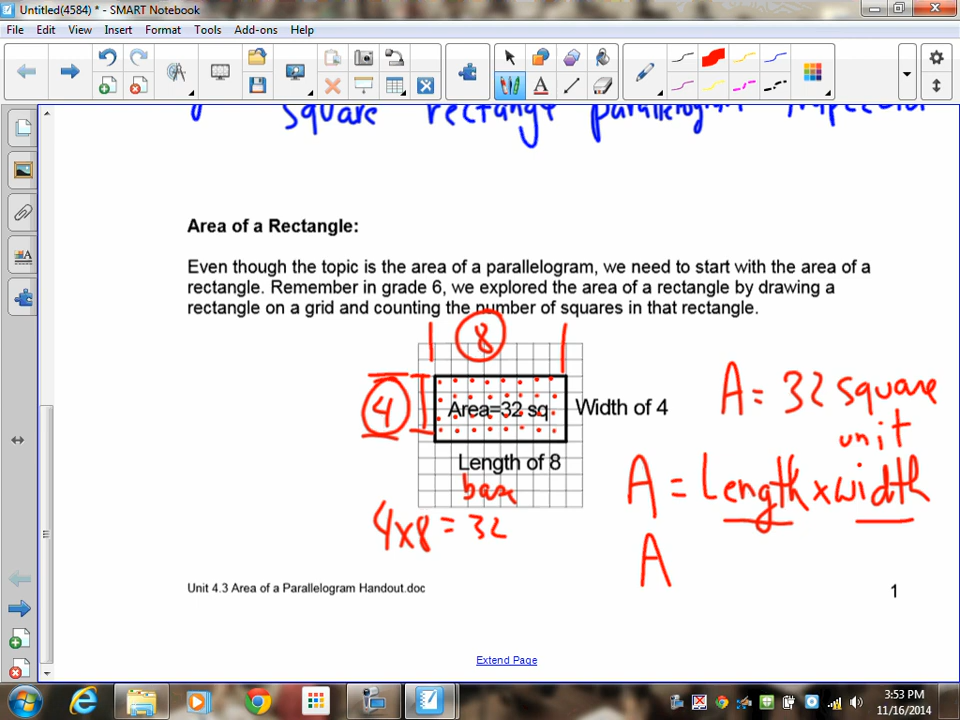 Untitled(4584) * - SMART Notebook
File Edit View Insert Format Tools Add-ons Help
square rectangle parallelogram
Area of a Rectangle:
Even though the topic is the area of a parallelogram, we need to start with the area of a
rectangle. Remember in grade 6, we explored the area of a rectangle by drawing a
rectangle on a grid and counting the number of squares in that rectangle.
8
4
Area=32 sq
Width of 4
A = 32 square
unit
Length of 8
base
A = Length x width
4x8 = 32
A
Unit 4.3 Area of a Parallelogram Handout.doc
1
Extend Page
3:53 PM
11/16/2014